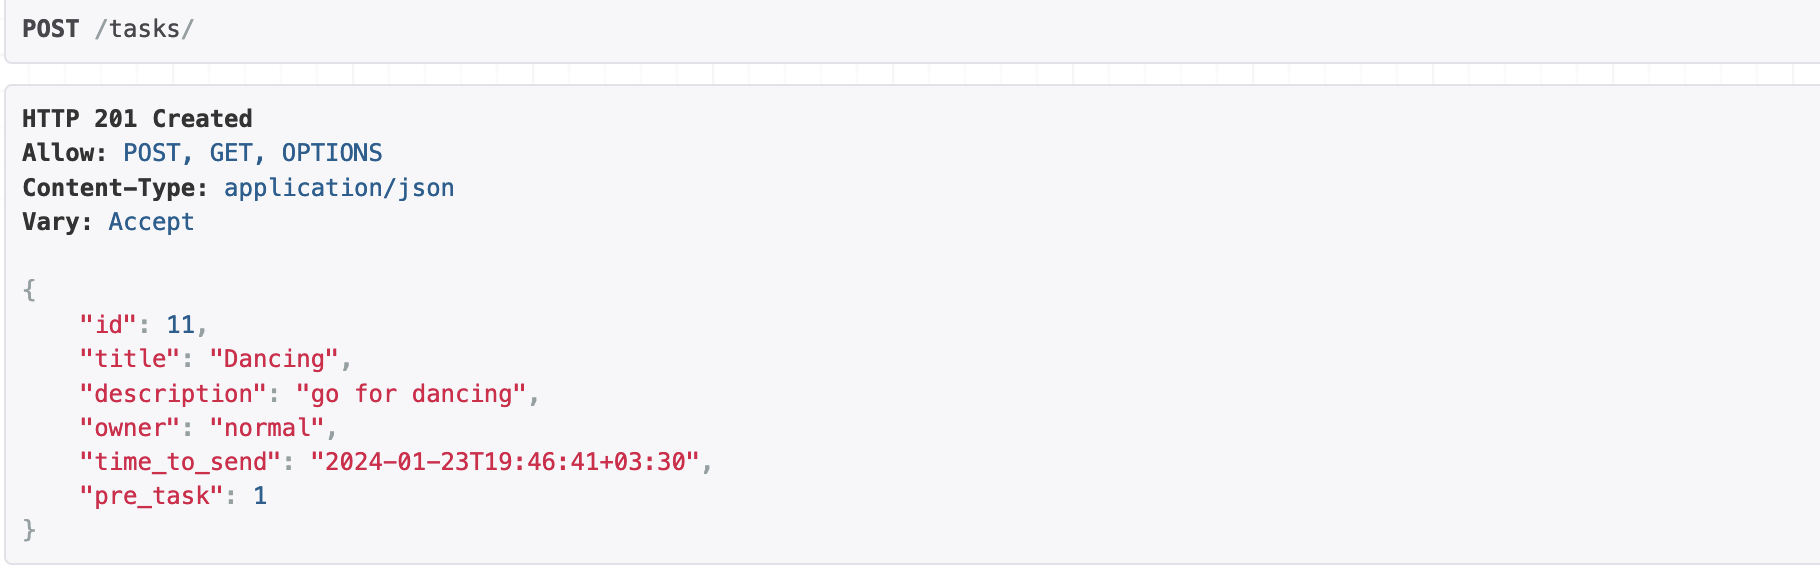 POST /tasks/
HTTP 201 Created
Allow: POST, GET, OPTIONS
Content-Type: application/json
Vary: Accept
{
    "id": 11,
    "title": "Dancing",
    "description": "go for dancing",
    "owner": "normal",
    "time_to_send": "2024-01-23T19:46:41+03:30",
    "pre_task": 1
}